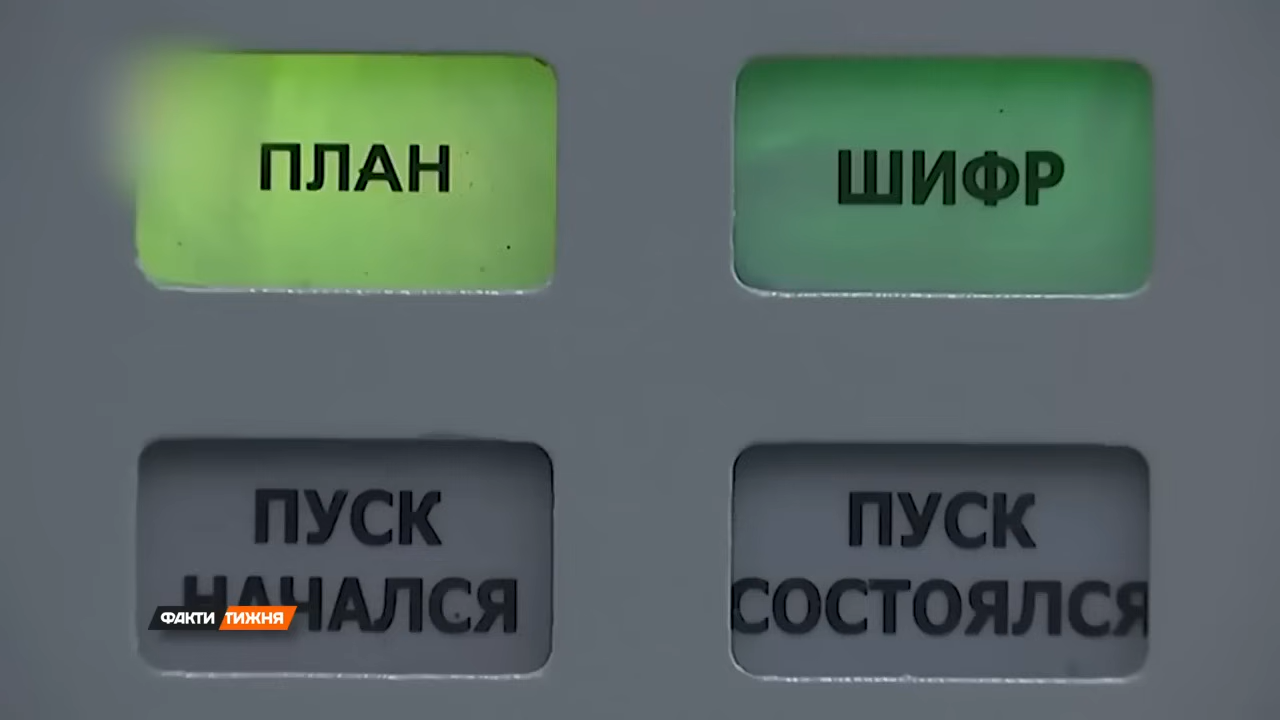 ПЛАН
ШИФР
ПУСК
НАЧАЛСЯ
ПУСК
СОСТОЯЛСЯ
ФАКТИ ТИЖНЯ